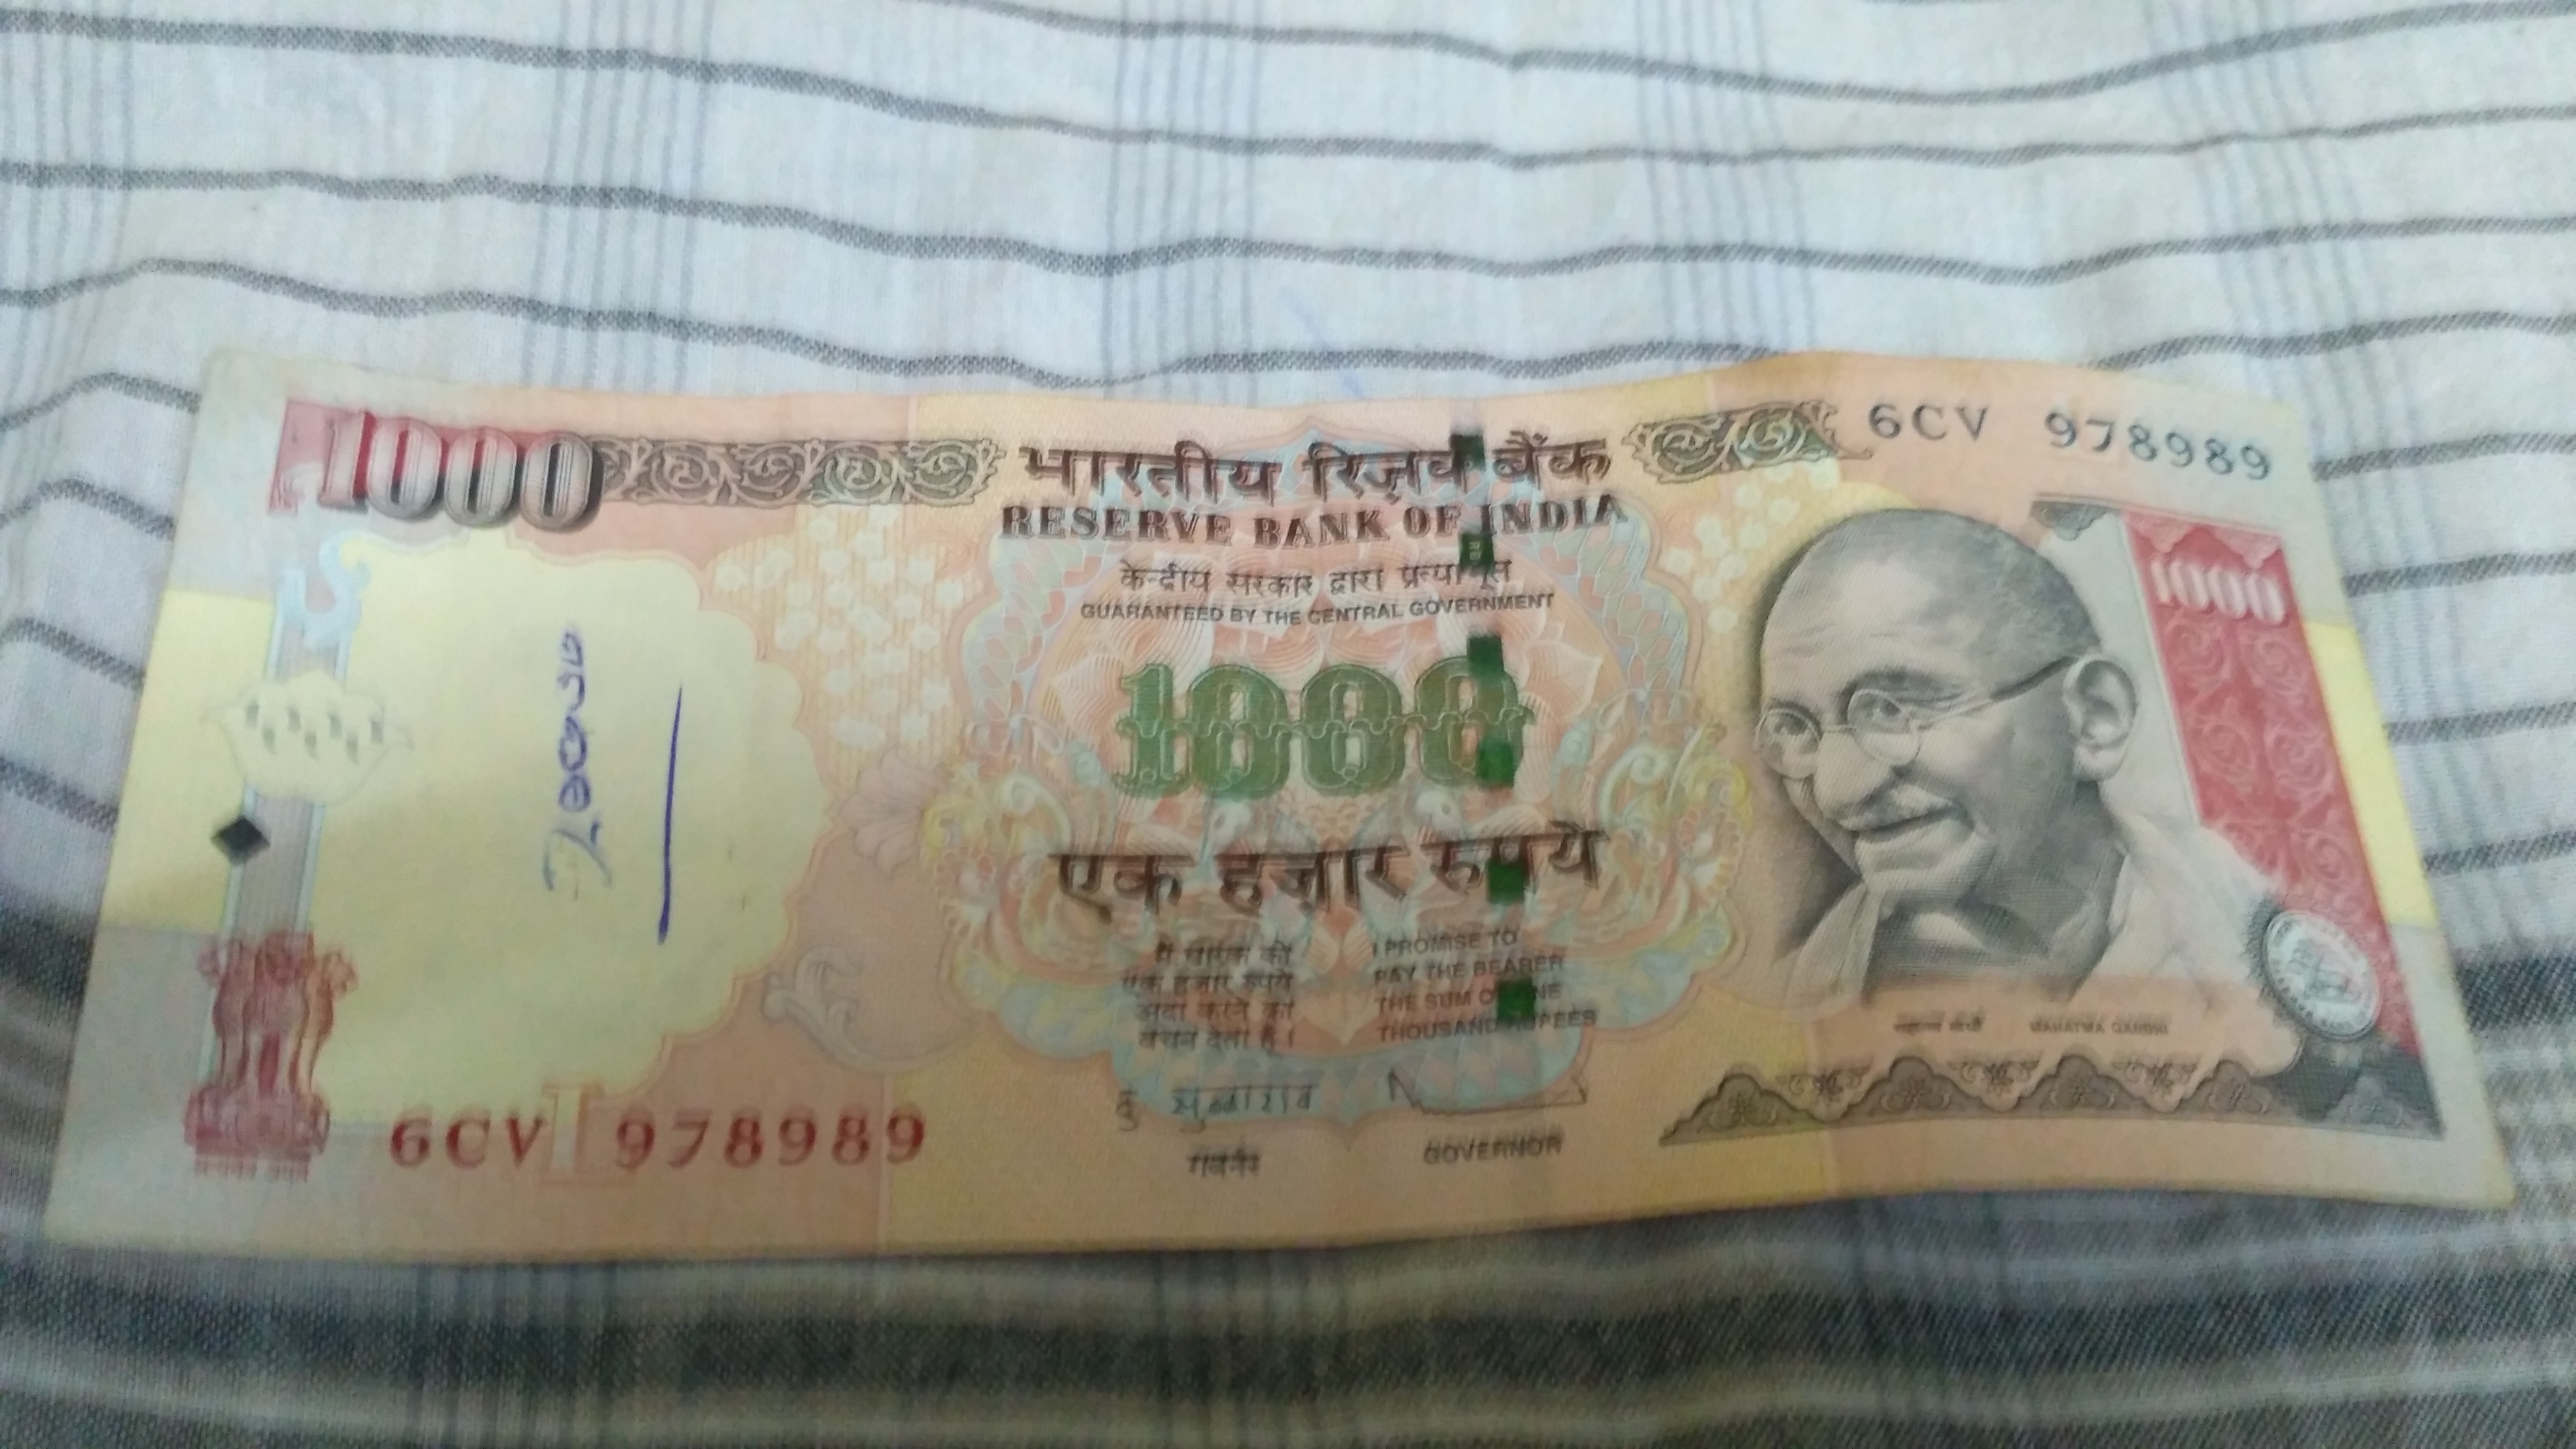 1000
भारतीय रिज़र्व बैंक
6CV 978989
RESERVE BANK OF INDIA
केन्द्रीय सरकार द्वारा प्रत्याभूत
GUARANTEED BY THE CENTRAL GOVERNMENT
1000
1000
एक हज़ार रुपये
मैं धारक को
एक हज़ार रुपये
अदा करने का
वचन देता हूँ।
I PROMISE TO
PAY THE BEARER
THE SUM OF ONE
THOUSAND RUPEES
महात्मा गांधी MAHATMA GANDHI
सत्यमेव जयते
6CV 978989
गवर्नर
GOVERNOR